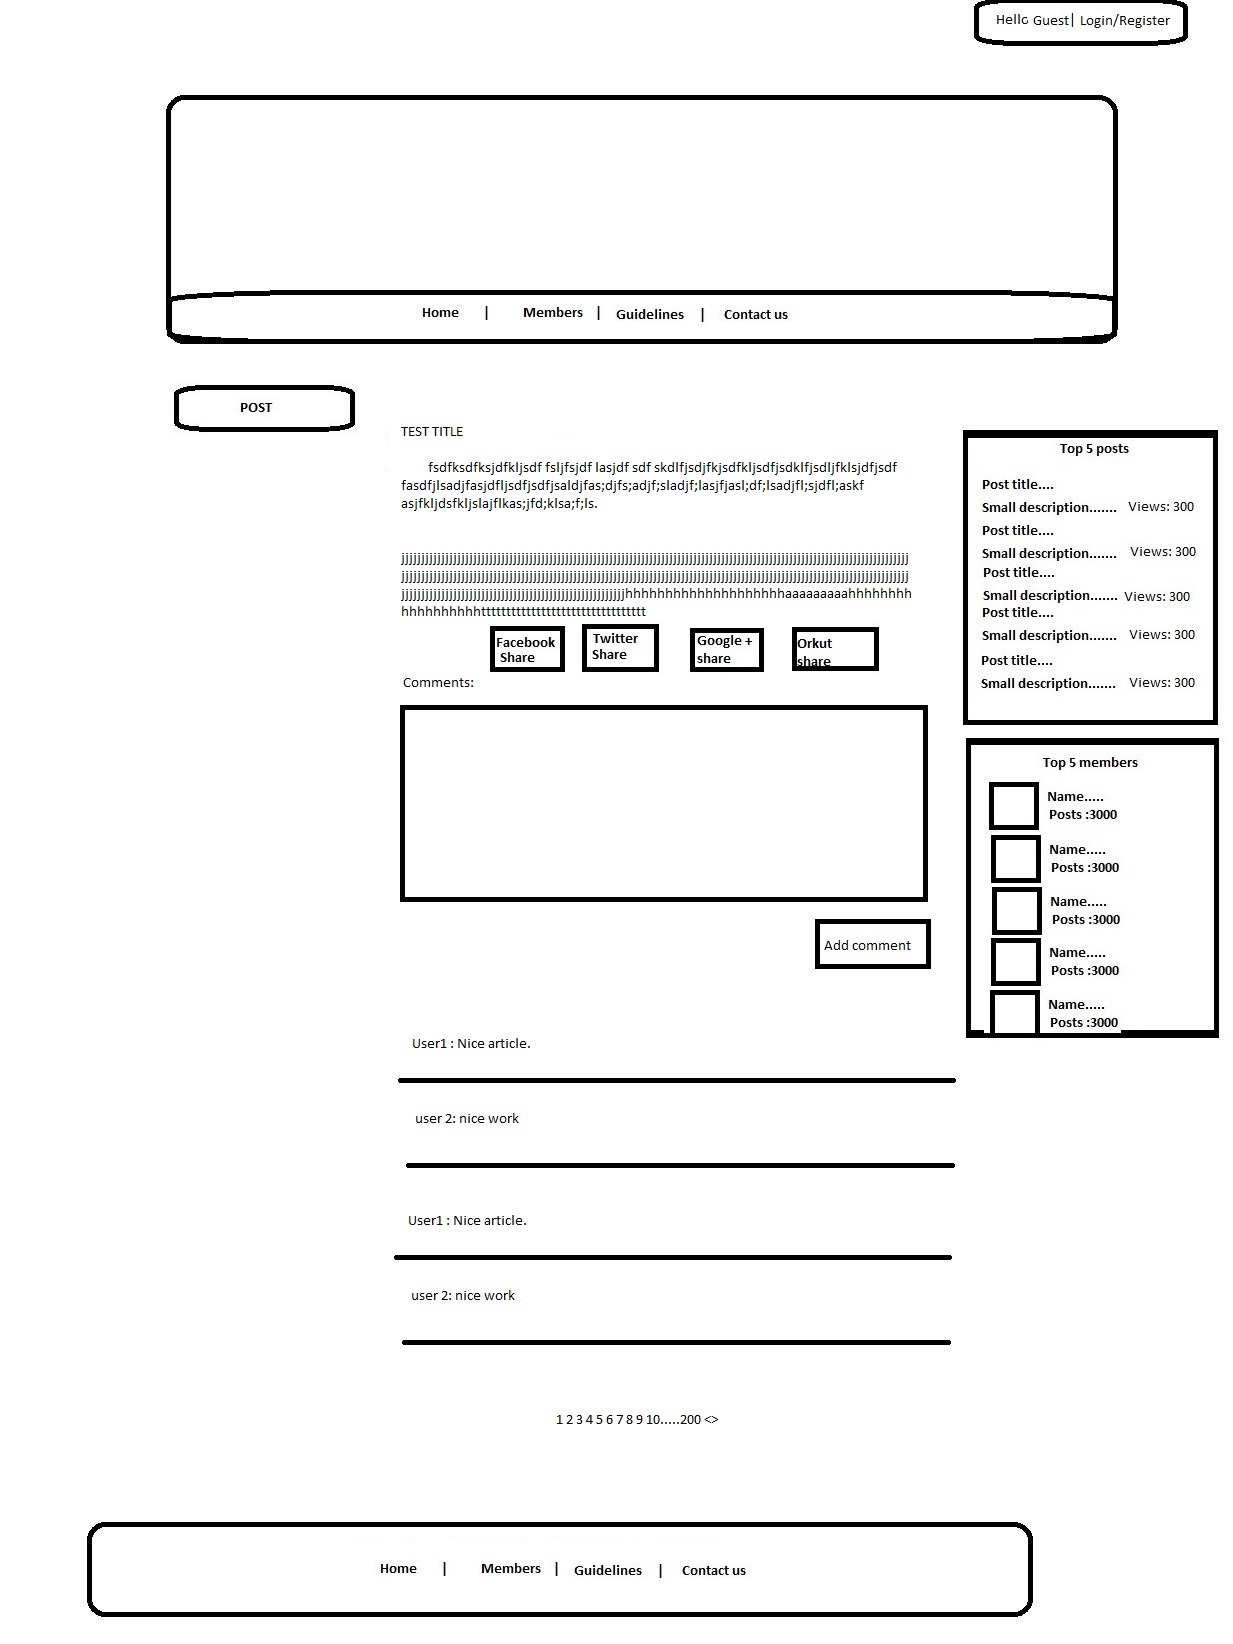 Hello Guest| Login/Register
Home | Members | Guidelines | Contact us
POST
TEST TITLE
fsdfksdfksjdfkljsdf fsljfsjdf lasjdf sdf skdlfjsdjfkjsdfkljsdfjsdklfjsdljfklsjdfjsdf
fasdfjlsadjfasjdfljsdfjsdfjsaldjfas;djfs;adjf;sladjf;lasjfjasl;df;lsadjfl;sjdfl;askf
asjfkljdsfkljslajflkas;jfd;klsa;f;ls.
Facebook
Share
Twitter
Share
Google +
share
Orkut
share
Comments:
Add comment
User1 : Nice article.
user 2: nice work
User1 : Nice article.
user 2: nice work
1 2 3 4 5 6 7 8 9 10.....200 <>
Top 5 posts
Post title....
Small description....... Views: 300
Post title....
Small description....... Views: 300
Post title....
Small description....... Views: 300
Post title....
Small description....... Views: 300
Post title....
Small description....... Views: 300
Top 5 members
Name.....
Posts :3000
Name.....
Posts :3000
Name.....
Posts :3000
Name.....
Posts :3000
Name.....
Posts :3000
Home | Members | Guidelines | Contact us